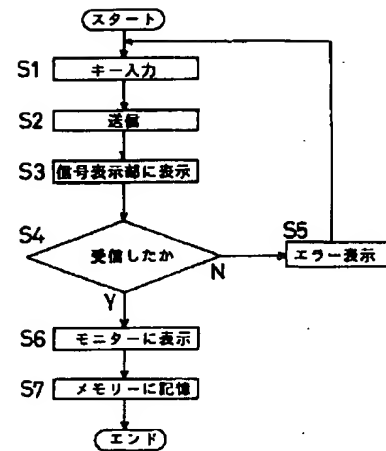 スタート
S1 キー入力
S2 送信
S3 信号表示部に表示
S4 受信したか
N
S5 エラー表示
Y
S6 モニターに表示
S7 メモリーに記憶
エンド